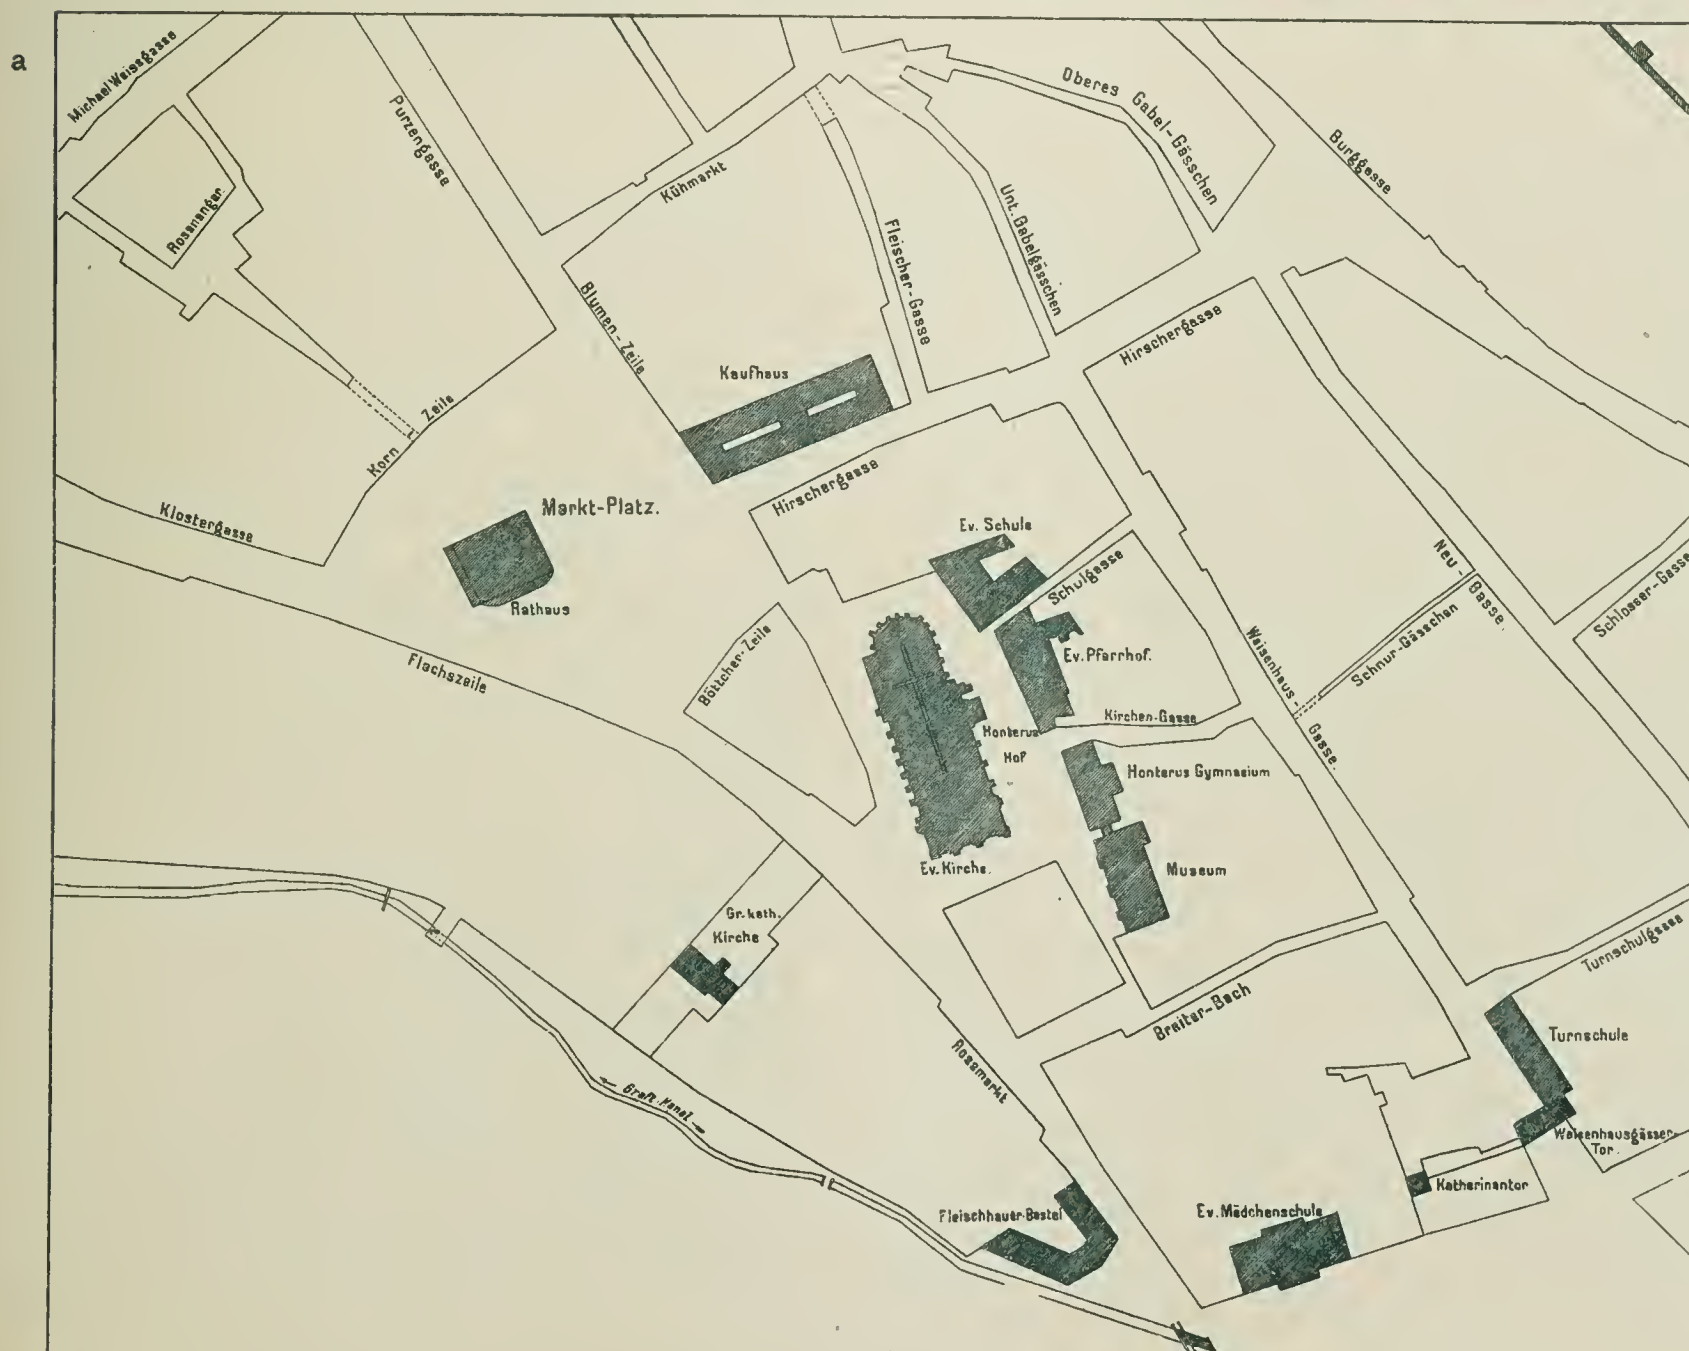 a
Michael Weissgasse
Purzengasse
Rosenangar.
Kühmarkt
Oberes Gabel-Gässchen
Burggasse
Unt. Gabelgässchen
Fleischer-Gasse
Blumen-Zeile
Hirschergasse
Kaufhaus
Korn Zeile
Klostergasse
Markt-Platz.
Hirschergasse
Rathaus
Flachszeile
Ev. Schule
Schulgasse
Neu-Gasse.
Schlosser-Gasse
Schnur-Gässchen
Waisenhaus-Gasse.
Böttcher-Zeile
Ev. Pfarrhof.
Kirchen-Gasse
Honterus
Hof
Honterus Gymnasium
Museum
Ev. Kirche.
Gr. kath.
Kirche
Turnschulgasse
Breiter-Bach
Turnschule
Rossmarkt
Graft-Kanal
Waisenhausgässer-
Tor.
Katharinentor
Ev. Mädchenschule
Fleischhauer-Bastei